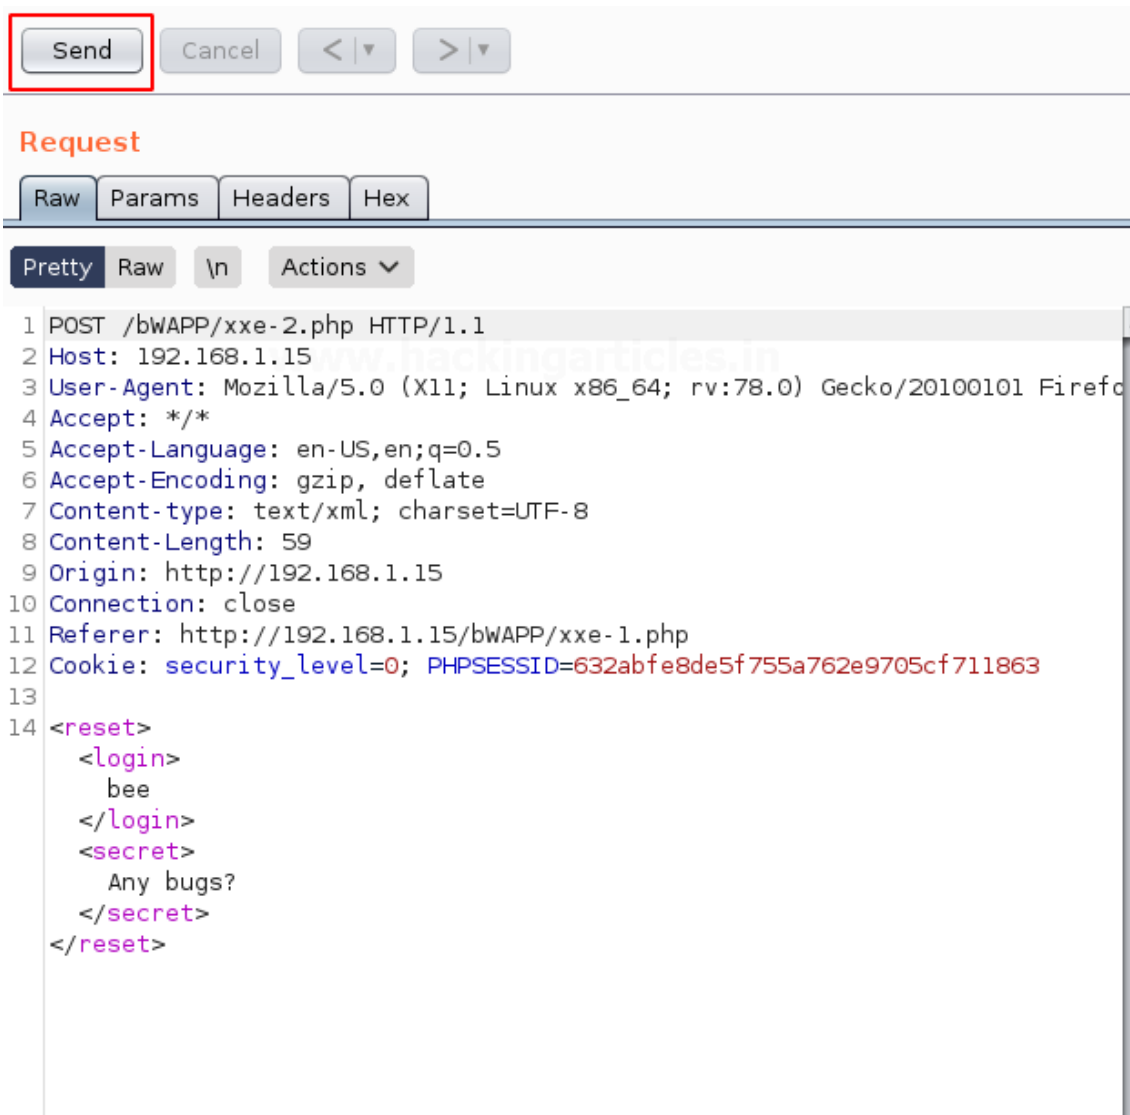 Send Cancel < >
Request
Raw Params Headers Hex
Pretty Raw \n Actions
1 POST /bWAPP/xxe-2.php HTTP/1.1
www.hackingarticles.in
2 Host: 192.168.1.15
3 User-Agent: Mozilla/5.0 (X11; Linux x86_64; rv:78.0) Gecko/20100101 Firefo
4 Accept: */*
5 Accept-Language: en-US,en;q=0.5
6 Accept-Encoding: gzip, deflate
7 Content-type: text/xml; charset=UTF-8
8 Content-Length: 59
9 Origin: http://192.168.1.15
10 Connection: close
11 Referer: http://192.168.1.15/bWAPP/xxe-1.php
12 Cookie: security_level=0; PHPSESSID=632abfe8de5f755a762e9705cf711863
13
14 <reset>
<login>
bee
</login>
<secret>
Any bugs?
</secret>
</reset>